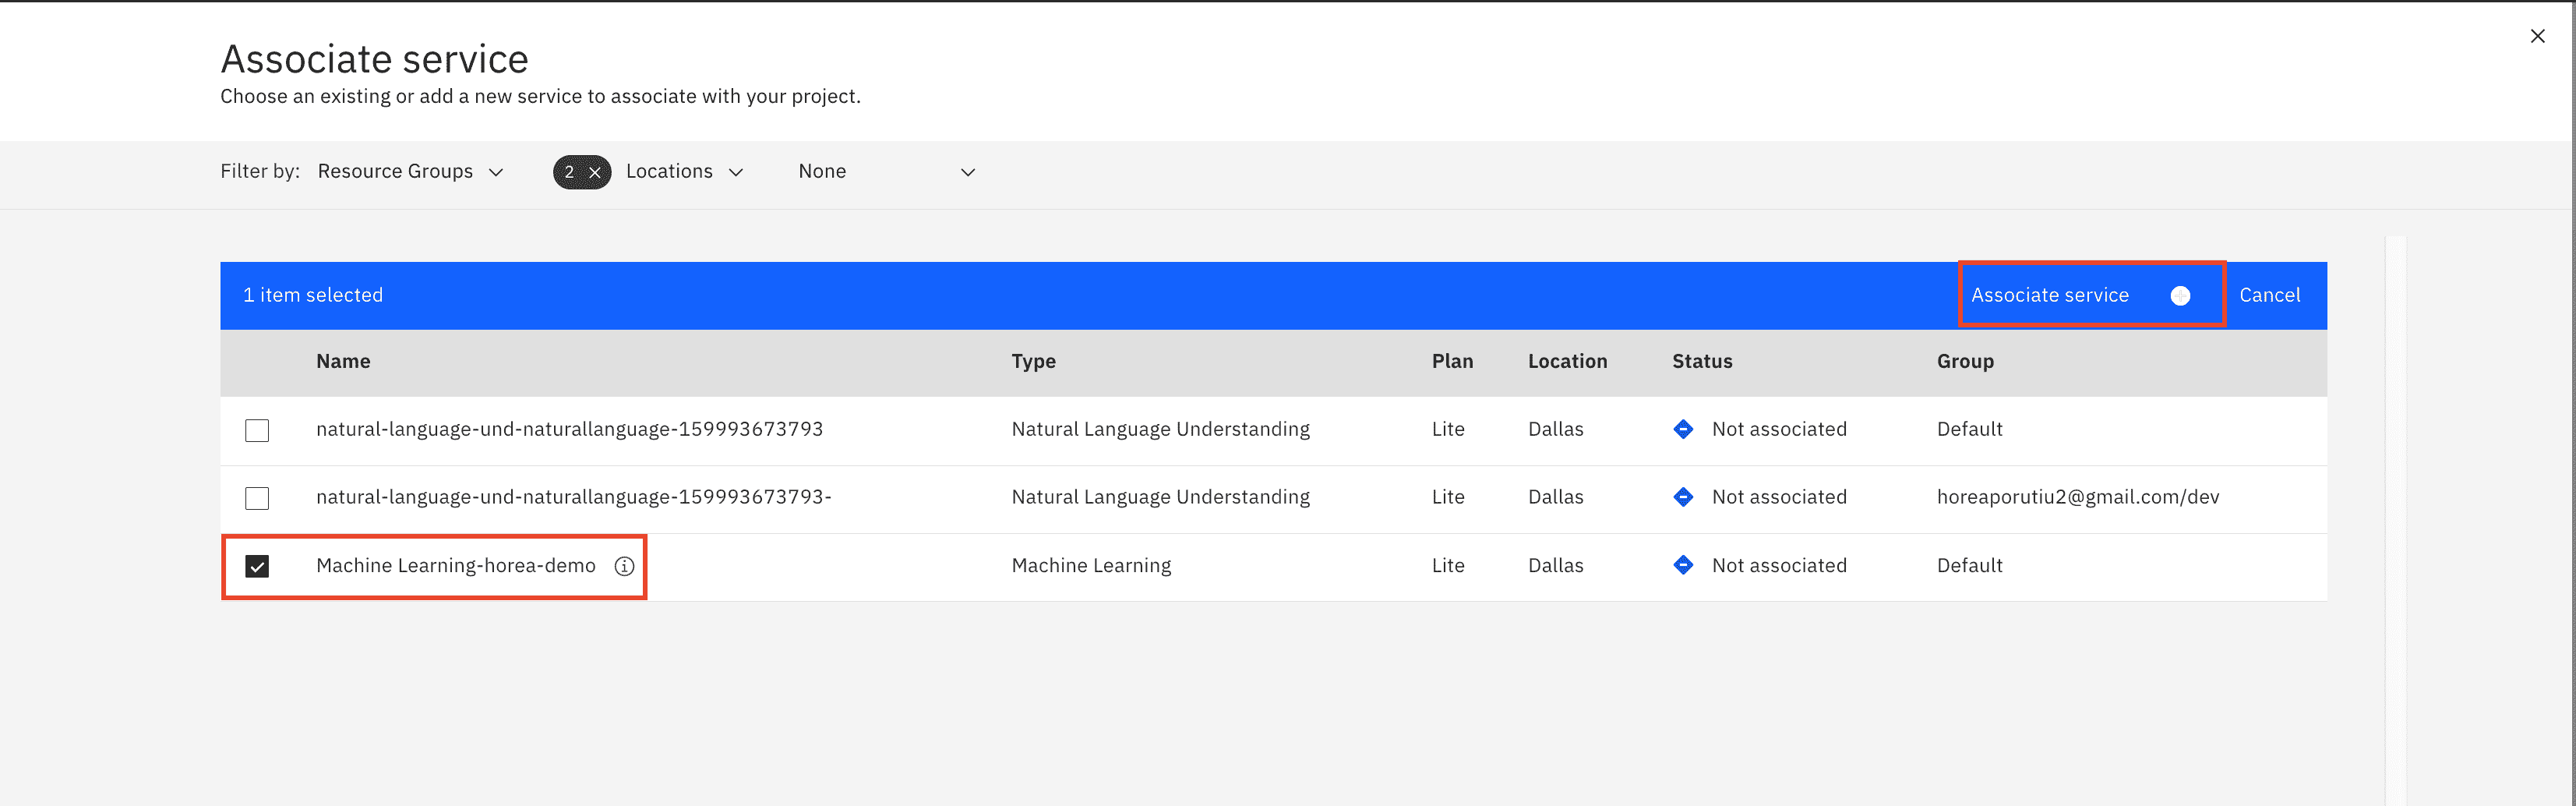 Associate service
Choose an existing or add a new service to associate with your project.
Filter by: Resource Groups 2 Locations None
1 item selected Associate service Cancel
Name Type Plan Location Status Group
natural-language-und-naturallanguage-159993673793 Natural Language Understanding Lite Dallas Not associated Default
natural-language-und-naturallanguage-159993673793- Natural Language Understanding Lite Dallas Not associated horeaporutiu2@gmail.com/dev
Machine Learning-horea-demo Machine Learning Lite Dallas Not associated Default